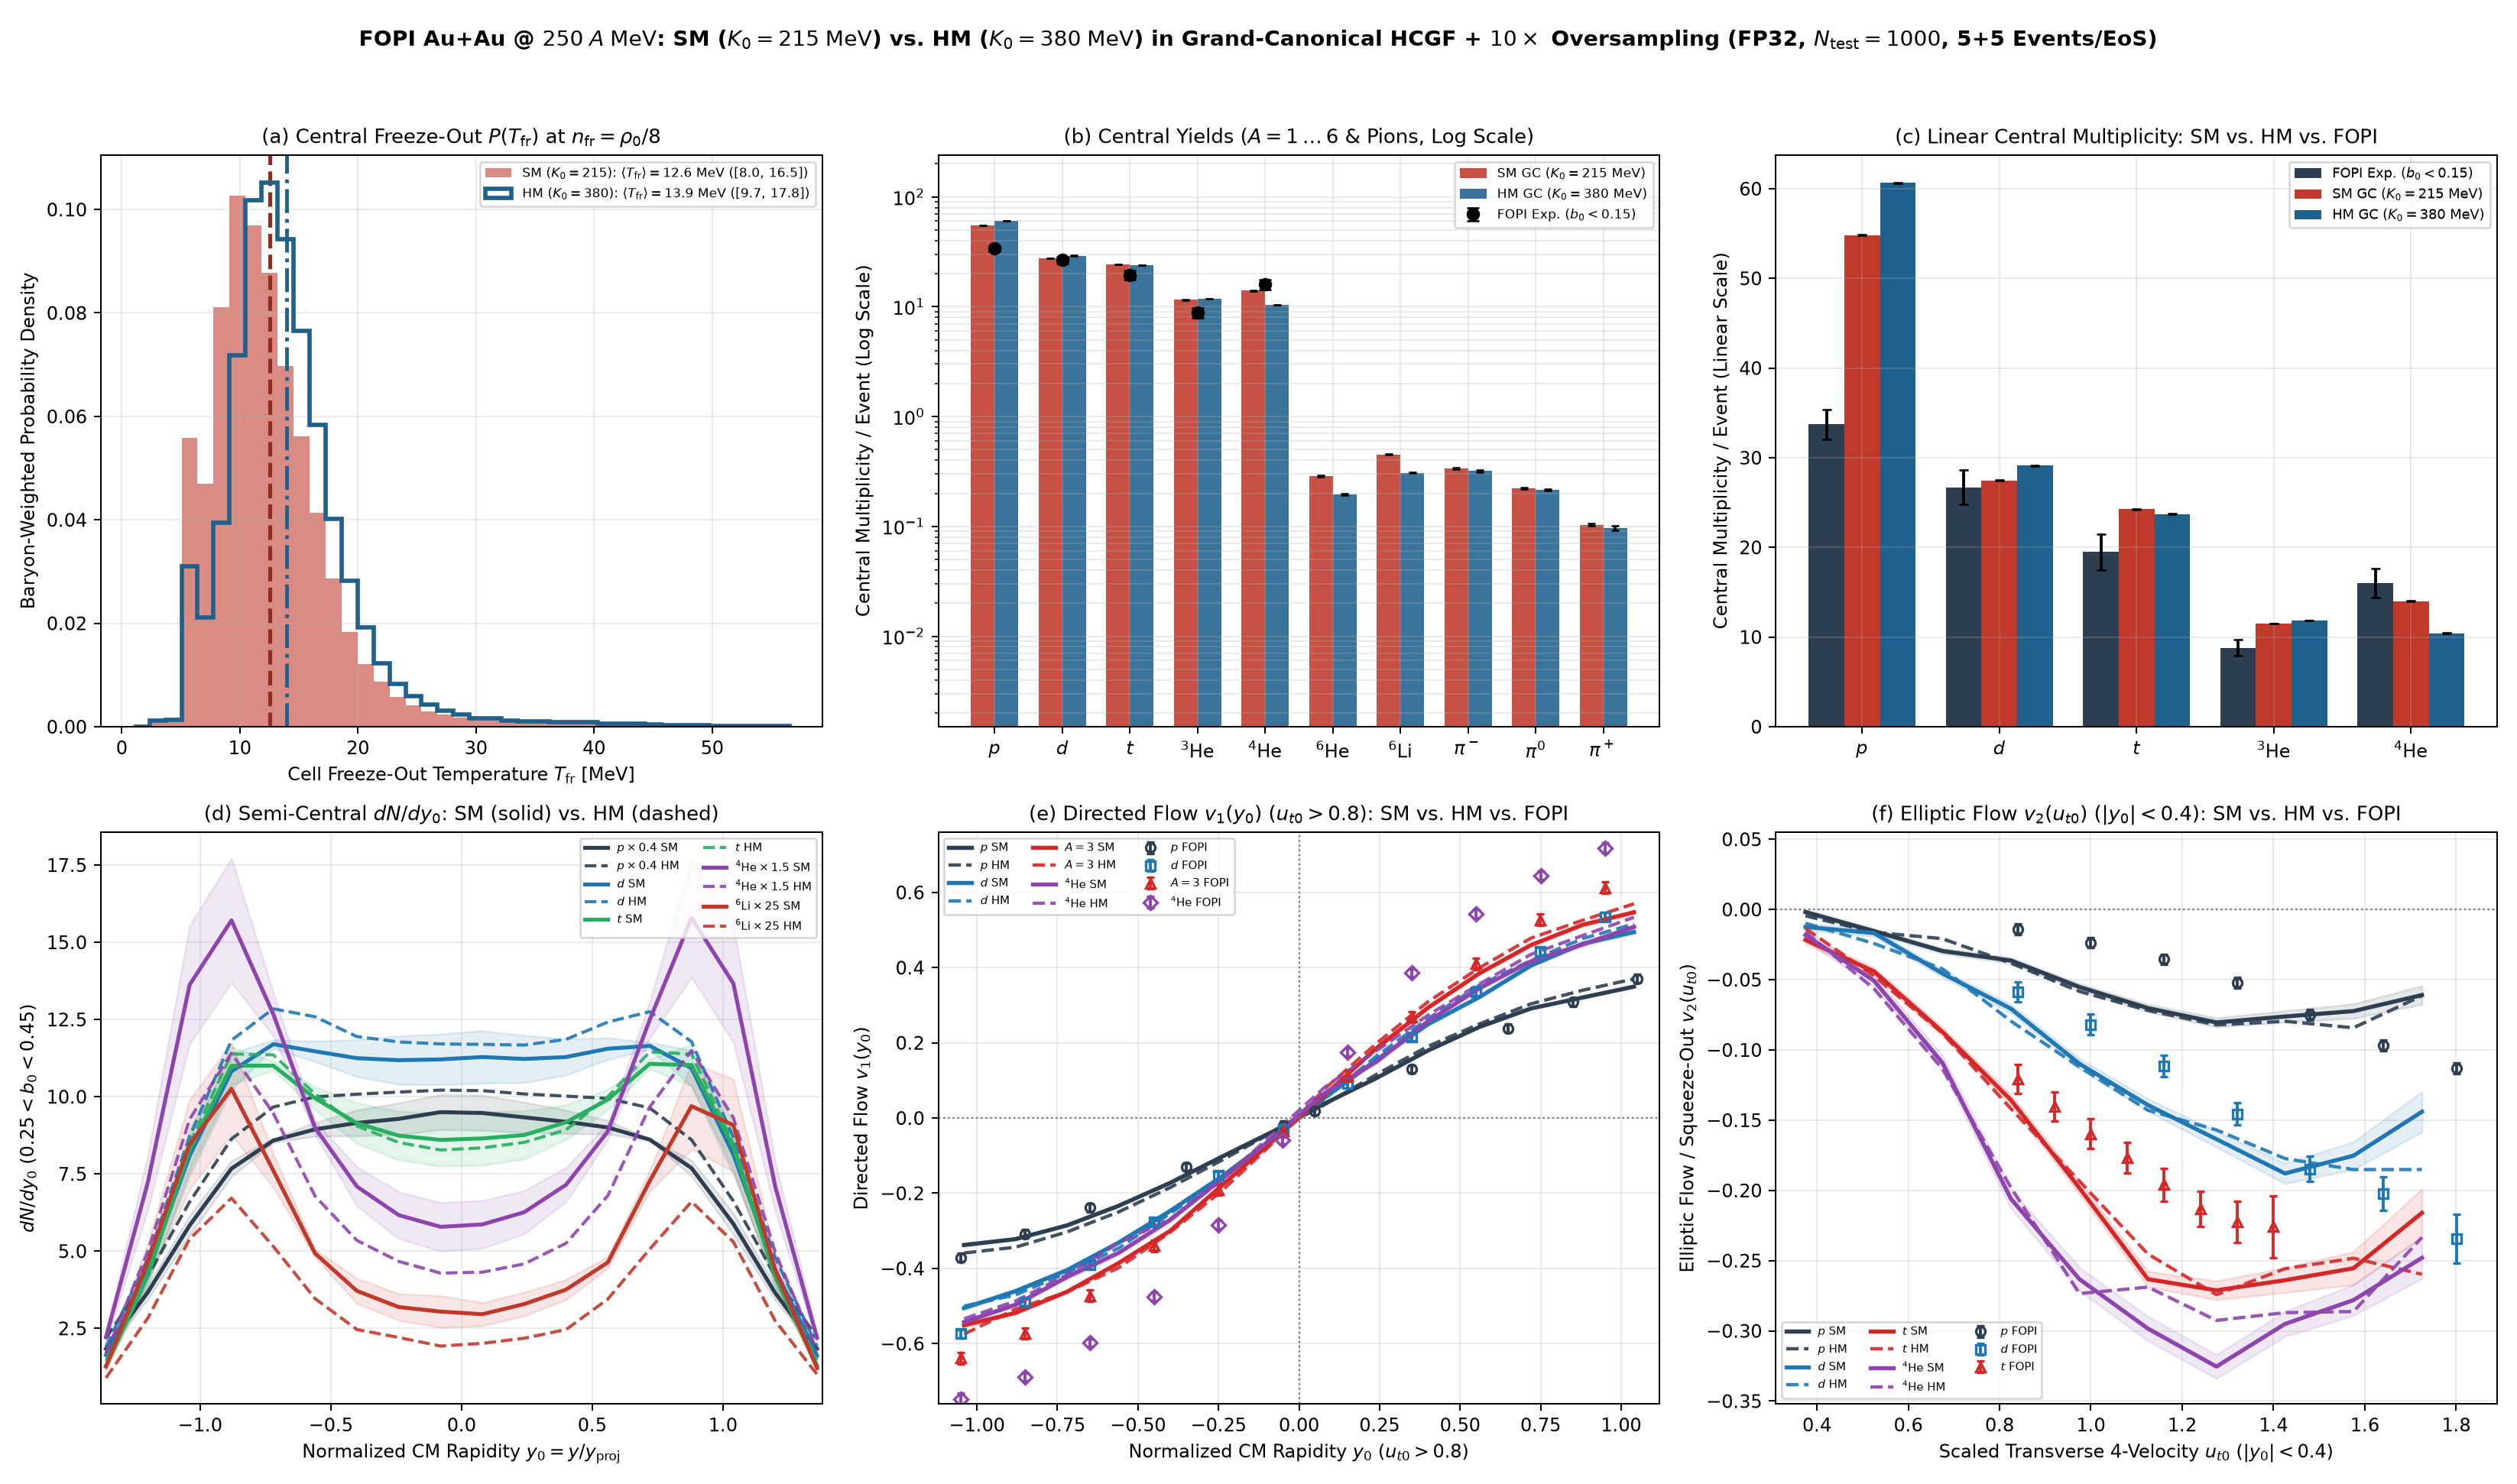 FOPI Au+Au @ 250 A MeV: SM (K₀ = 215 MeV) vs. HM (K₀ = 380 MeV) in Grand-Canonical HCGF + 10× Oversampling (FP32, N_test = 1000, 5+5 Events/EoS)
(a) Central Freeze-Out P(T_fr) at n_fr = ρ₀/8
SM (K₀ = 215): ⟨T_fr⟩ = 12.6 MeV ([8.0, 16.5])
HM (K₀ = 380): ⟨T_fr⟩ = 13.9 MeV ([9.7, 17.8])
Baryon-Weighted Probability Density
0.10
0.08
0.06
0.04
0.02
0.00
0 10 20 30 40 50
Cell Freeze-Out Temperature T_fr [MeV]
(b) Central Yields (A = 1 … 6 & Pions, Log Scale)
SM GC (K₀ = 215 MeV)
HM GC (K₀ = 380 MeV)
FOPI Exp. (b₀ < 0.15)
Central Multiplicity / Event (Log Scale)
10²
10¹
10⁰
10⁻¹
10⁻²
p d t ³He ⁴He ⁶He ⁶Li π⁻ π⁰ π⁺
(c) Linear Central Multiplicity: SM vs. HM vs. FOPI
FOPI Exp. (b₀ < 0.15)
SM GC (K₀ = 215 MeV)
HM GC (K₀ = 380 MeV)
Central Multiplicity / Event (Linear Scale)
60
50
40
30
20
10
0
p d t ³He ⁴He
(d) Semi-Central dN/dy₀: SM (solid) vs. HM (dashed)
p × 0.4 SM
p × 0.4 HM
d SM
d HM
t SM
t HM
⁴He × 1.5 SM
⁴He × 1.5 HM
⁶Li × 25 SM
⁶Li × 25 HM
dN/dy₀ (0.25 < b₀ < 0.45)
17.5
15.0
12.5
10.0
7.5
5.0
2.5
−1.0 −0.5 0.0 0.5 1.0
Normalized CM Rapidity y₀ = y/y_proj
(e) Directed Flow v₁(y₀) (u_t0 > 0.8): SM vs. HM vs. FOPI
p SM
p HM
d SM
d HM
A = 3 SM
A = 3 HM
⁴He SM
⁴He HM
p FOPI
d FOPI
A = 3 FOPI
⁴He FOPI
Directed Flow v₁(y₀)
0.6
0.4
0.2
0.0
−0.2
−0.4
−0.6
−1.00 −0.75 −0.50 −0.25 0.00 0.25 0.50 0.75 1.00
Normalized CM Rapidity y₀ (u_t0 > 0.8)
(f) Elliptic Flow v₂(u_t0) (|y₀| < 0.4): SM vs. HM vs. FOPI
Elliptic Flow / Squeeze-Out v₂(u_t0)
0.05
0.00
−0.05
−0.10
−0.15
−0.20
−0.25
−0.30
−0.35
p SM
p HM
d SM
d HM
t SM
t HM
⁴He SM
⁴He HM
p FOPI
d FOPI
t FOPI
0.4 0.6 0.8 1.0 1.2 1.4 1.6 1.8
Scaled Transverse 4-Velocity u_t0 (|y₀| < 0.4)